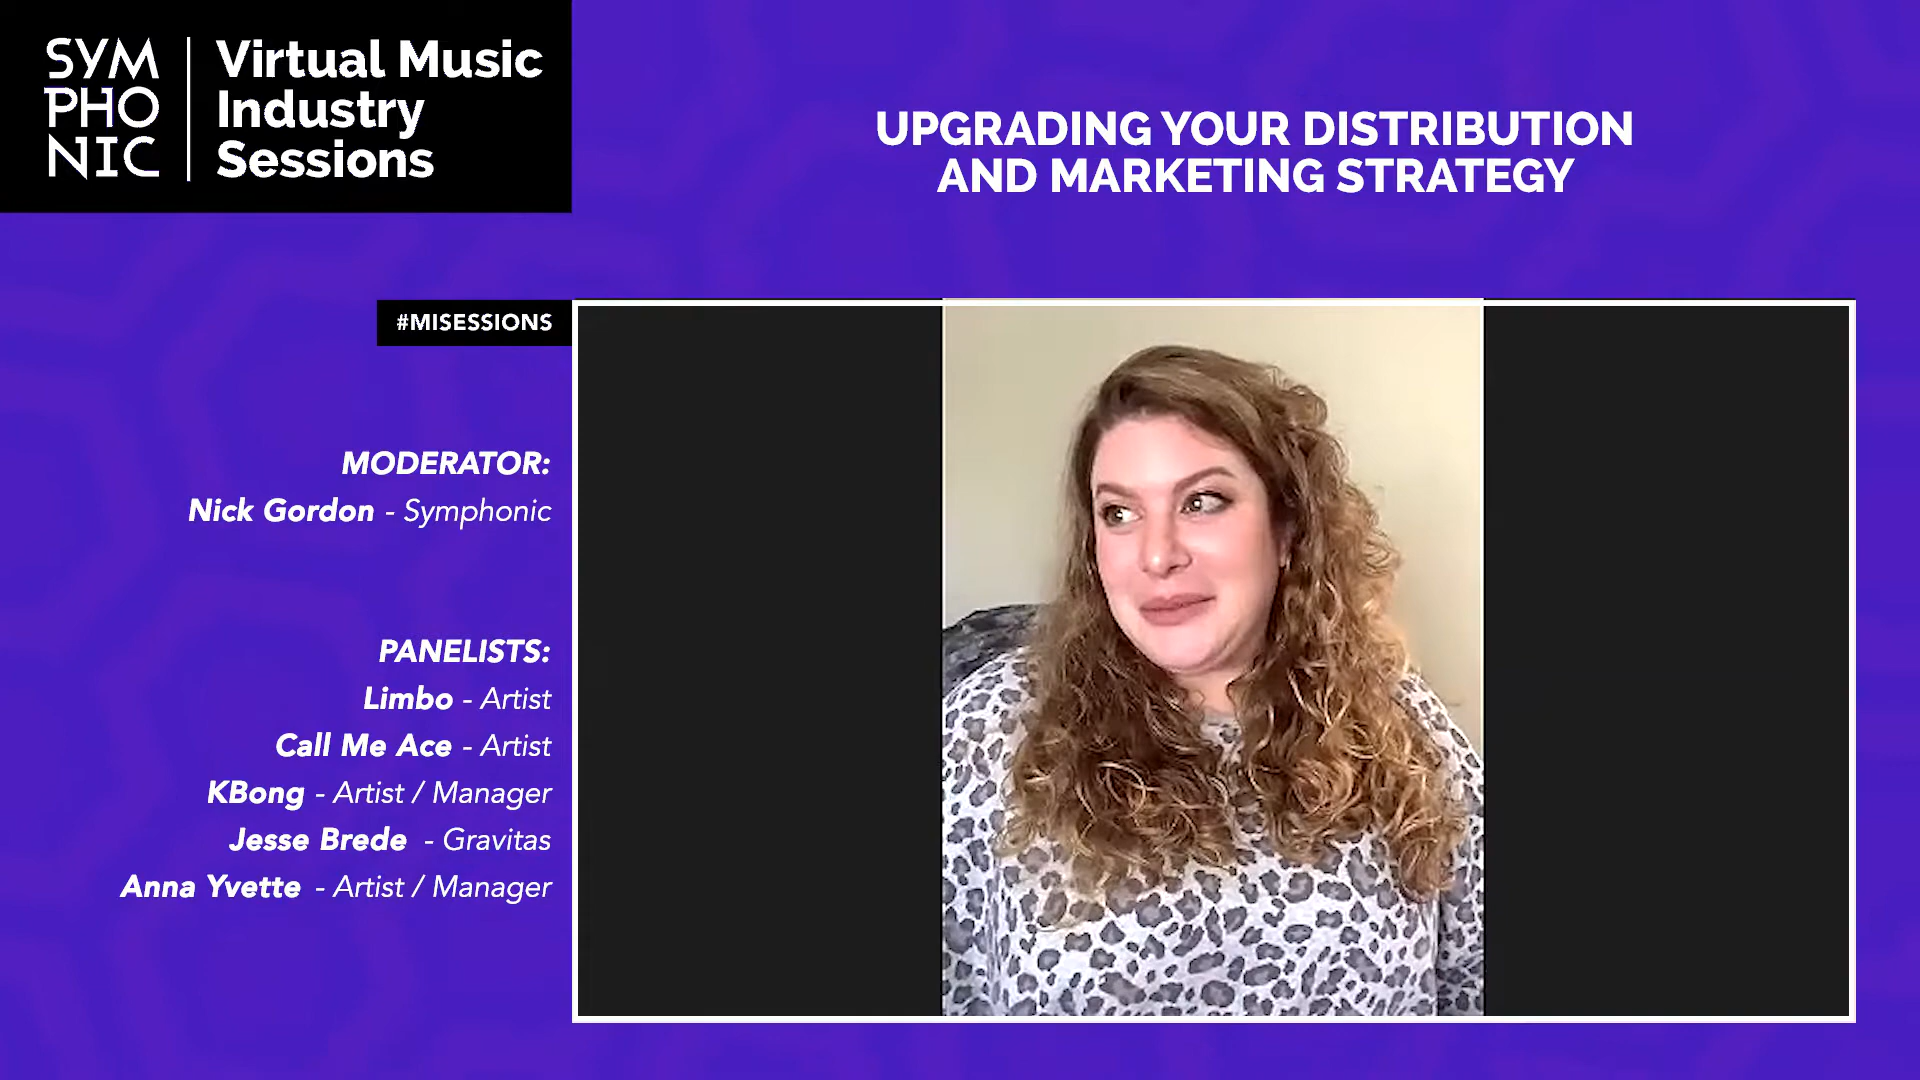 SYM
PHO
NIC
Virtual Music
Industry
Sessions
UPGRADING YOUR DISTRIBUTION
AND MARKETING STRATEGY
#MISESSIONS
MODERATOR:
Nick Gordon - Symphonic
PANELISTS:
Limbo - Artist
Call Me Ace - Artist
KBong - Artist / Manager
Jesse Brede - Gravitas
Anna Yvette - Artist / Manager